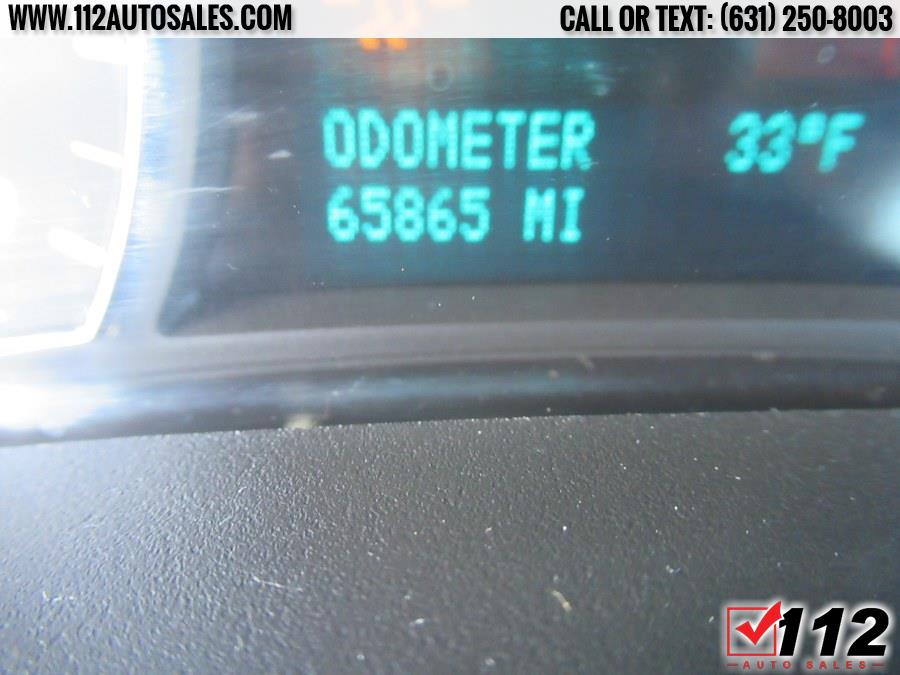 WWW.112AUTOSALES.COM
CALL OR TEXT: (631) 250-8003
ODOMETER 33°F
65865 MI
112
AUTO SALES